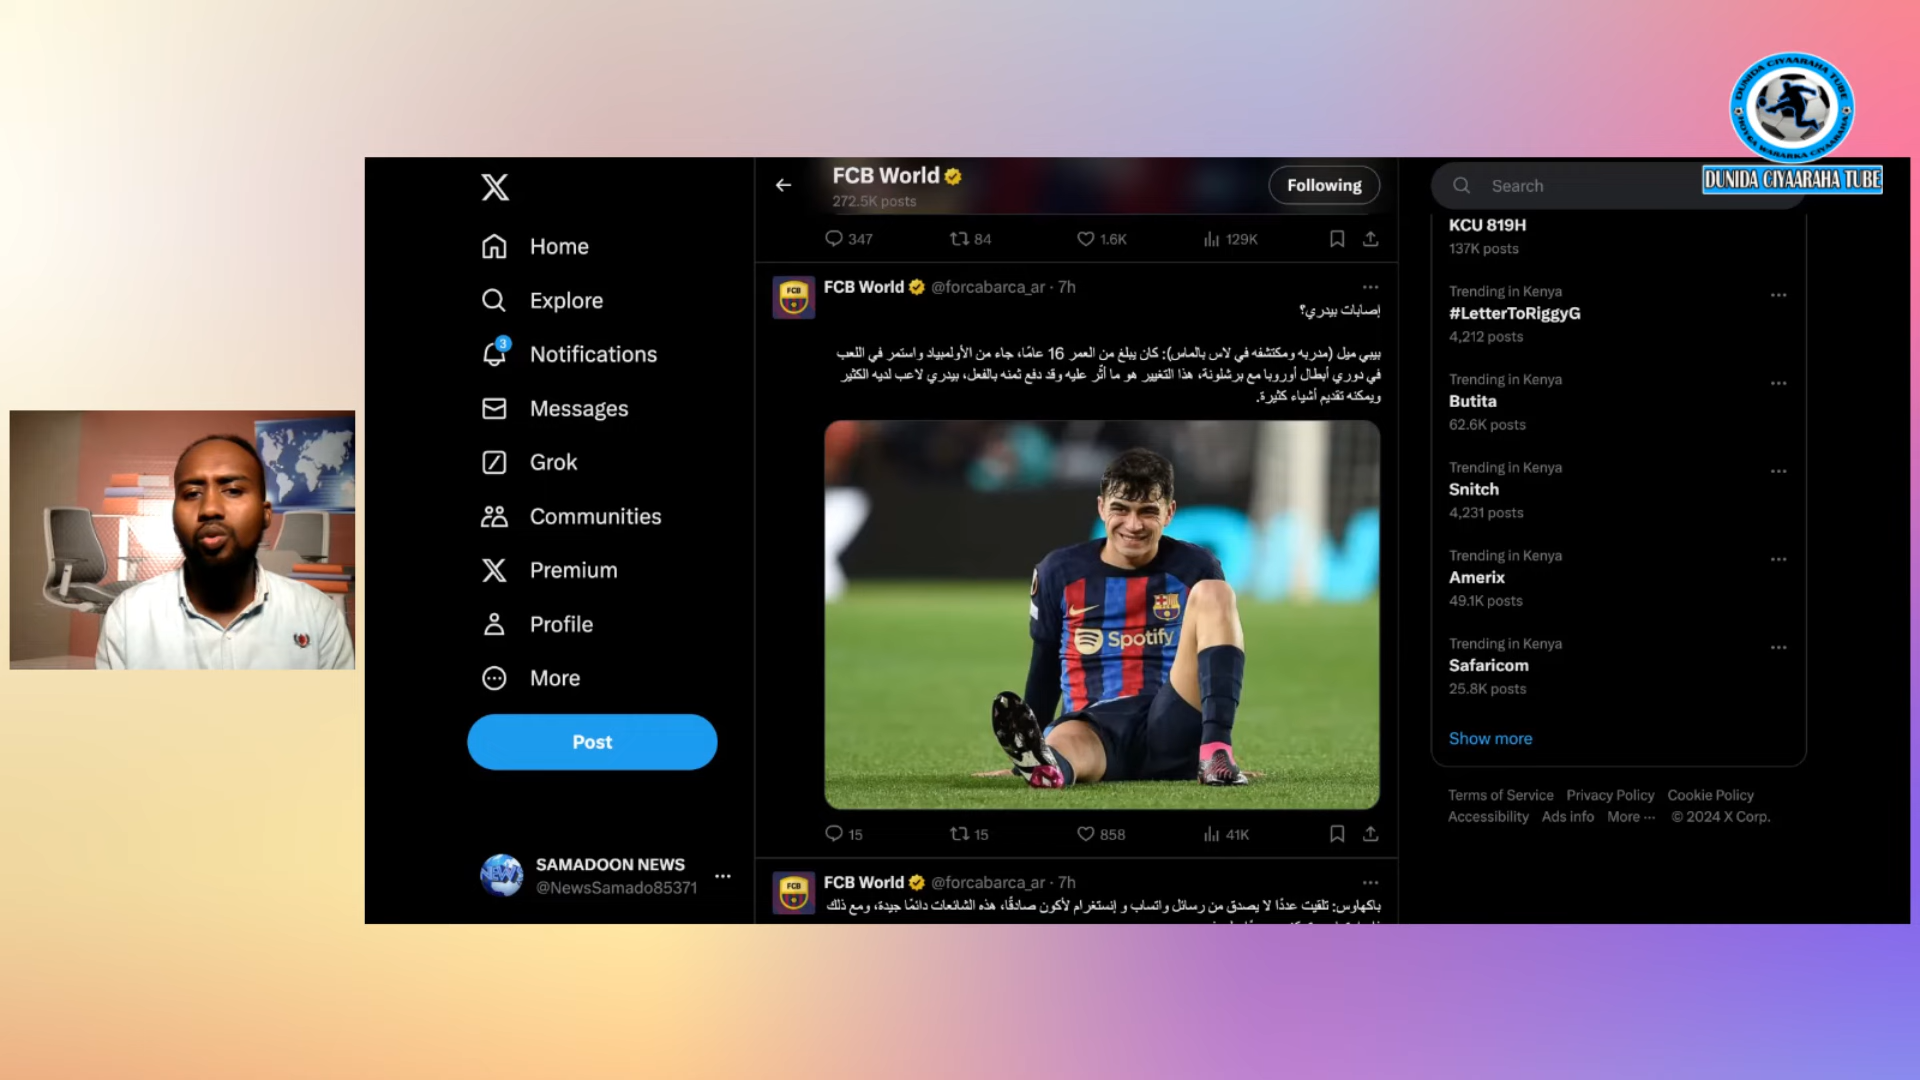 DUNIDA CIYAARAHA TUBE
HOYGA WARARKA CIYAARAHA
DUNIDA CIYAARAHA TUBE
Home
Explore
3
Notifications
Messages
Grok
Communities
Premium
Profile
More
Post
SAMADOON NEWS
@NewsSamado85371
FCB World
272.5K posts
Following
347 84 1.6K 129K
FCB World @forcabarca_ar · 7h
إصابات بيدري؟
بيبي ميل (مدربه ومكتشفه في لاس بالماس): كان يبلغ من العمر 16 عامًا، جاء من الأولمبياد واستمر في اللعب
في دوري أبطال أوروبا مع برشلونة، هذا التغيير هو ما أثّر عليه وقد دفع ثمنه بالفعل، بيدري لاعب لديه الكثير
ويمكنه تقديم أشياء كثيرة.
Spotify
15 15 858 41K
FCB World @forcabarca_ar · 7h
باكهاوس: تلقيت عددًا لا يصدق من رسائل واتساب و إنستغرام لأكون صادقًا، هذه الشائعات دائمًا جيدة، ومع ذلك
Search
KCU 819H
137K posts
Trending in Kenya
#LetterToRiggyG
4,212 posts
Trending in Kenya
Butita
62.6K posts
Trending in Kenya
Snitch
4,231 posts
Trending in Kenya
Amerix
49.1K posts
Trending in Kenya
Safaricom
25.8K posts
Show more
Terms of Service Privacy Policy Cookie Policy
Accessibility Ads info More ··· © 2024 X Corp.